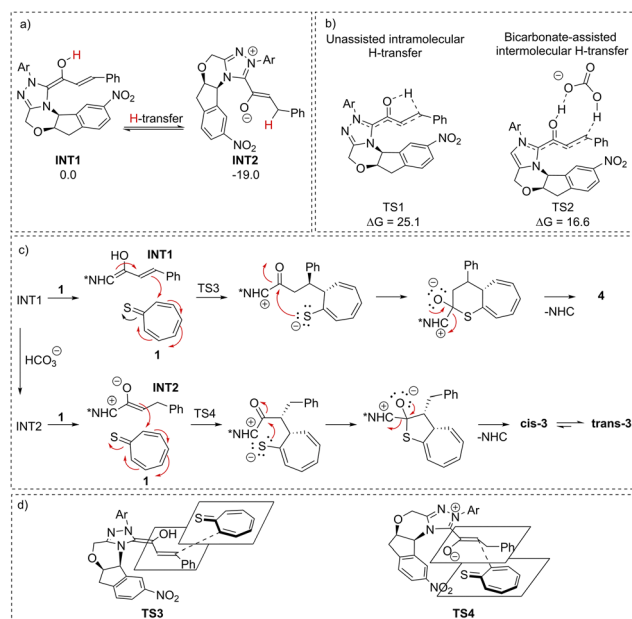 a)
H
O
Ar
N
N
N
Ph
O
NO₂
INT1
0.0
H-transfer
O
N
N
⊕
N
Ar
N
Ph
O
⊖
H
NO₂
INT2
-19.0
b)
Unassisted intramolecular
H-transfer
Bicarbonate-assisted
intermolecular H-transfer
O
H
Ar
N
N
N
Ph
O
NO₂
TS1
ΔG = 25.1
⊖
O
O
O
H
H
O
Ar
N
N
Ph
O
NO₂
TS2
ΔG = 16.6
c)
INT1
1
HO
INT1
*NHC
Ph
S
1
TS3
Ph
O
*NHC
⊕
S
⊖
Ph
⊖
O
S
*NHC
⊕
-NHC
4
HCO₃
⊖
INT2
1
⊖
O
INT2
⊕
*NHC
Ph
S
1
TS4
O
Ph
⊕
*NHC
S
⊖
O
⊖
Ph
⊕
*NHC
S
-NHC
cis-3
trans-3
d)
Ar
N
N
N
OH
O
Ph
NO₂
S
TS3
N
N
⊕
N
Ar
O
N
O
⊖
Ph
NO₂
S
TS4